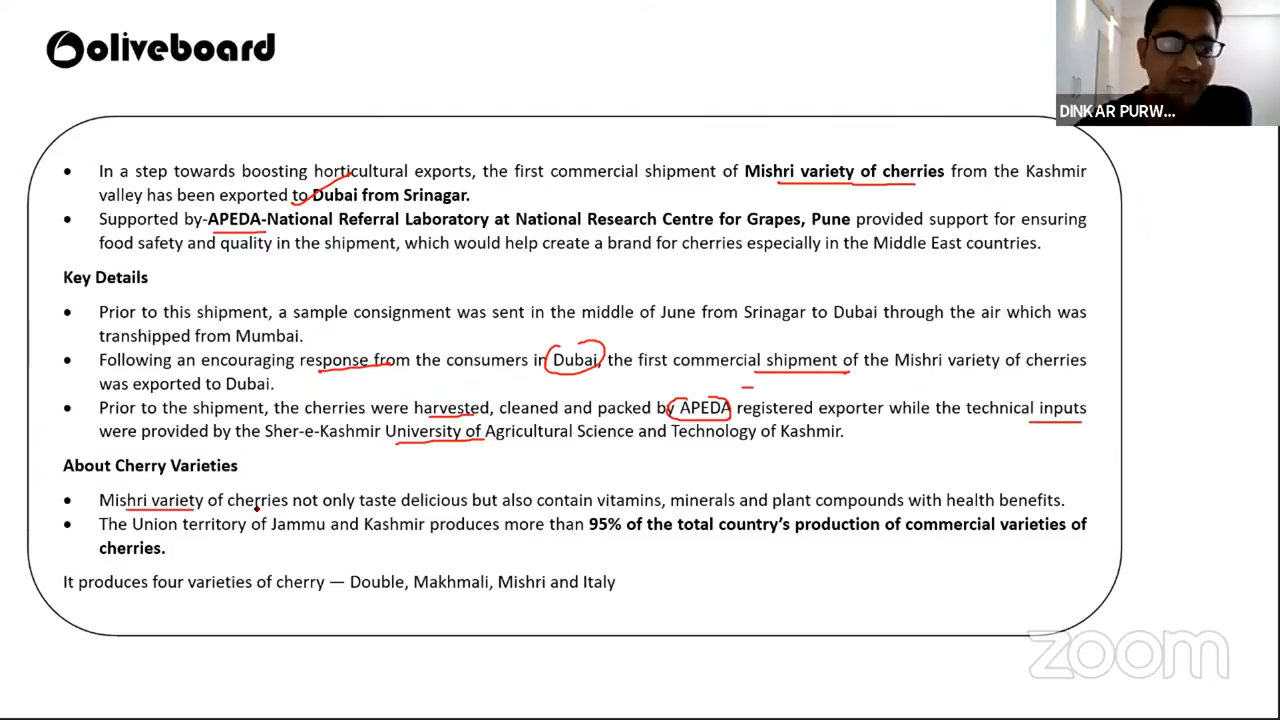 oliveboard
DINKAR PURW...
In a step towards boosting horticultural exports, the first commercial shipment of Mishri variety of cherries from the Kashmir
valley has been exported to Dubai from Srinagar.
Supported by-APEDA-National Referral Laboratory at National Research Centre for Grapes, Pune provided support for ensuring
food safety and quality in the shipment, which would help create a brand for cherries especially in the Middle East countries.
Key Details
Prior to this shipment, a sample consignment was sent in the middle of June from Srinagar to Dubai through the air which was
transhipped from Mumbai.
Following an encouraging response from the consumers in Dubai, the first commercial shipment of the Mishri variety of cherries
was exported to Dubai.
Prior to the shipment, the cherries were harvested, cleaned and packed by APEDA registered exporter while the technical inputs
were provided by the Sher-e-Kashmir University of Agricultural Science and Technology of Kashmir.
About Cherry Varieties
Mishri variety of cherries not only taste delicious but also contain vitamins, minerals and plant compounds with health benefits.
The Union territory of Jammu and Kashmir produces more than 95% of the total country's production of commercial varieties of
cherries.
It produces four varieties of cherry — Double, Makhmali, Mishri and Italy
zoom